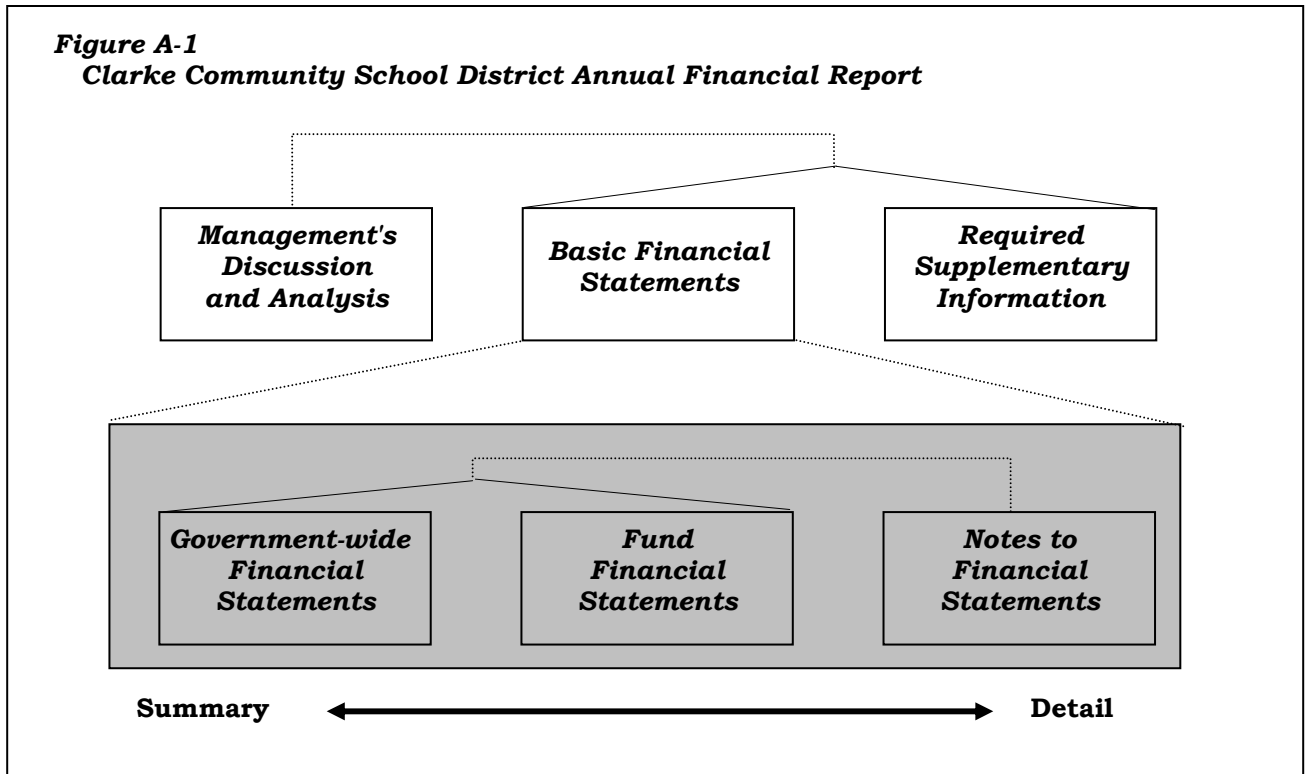 Figure A-1
Clarke Community School District Annual Financial Report
Management's
Discussion
and Analysis
Basic Financial
Statements
Required
Supplementary
Information
Government-wide
Financial
Statements
Fund
Financial
Statements
Notes to
Financial
Statements
Summary
Detail